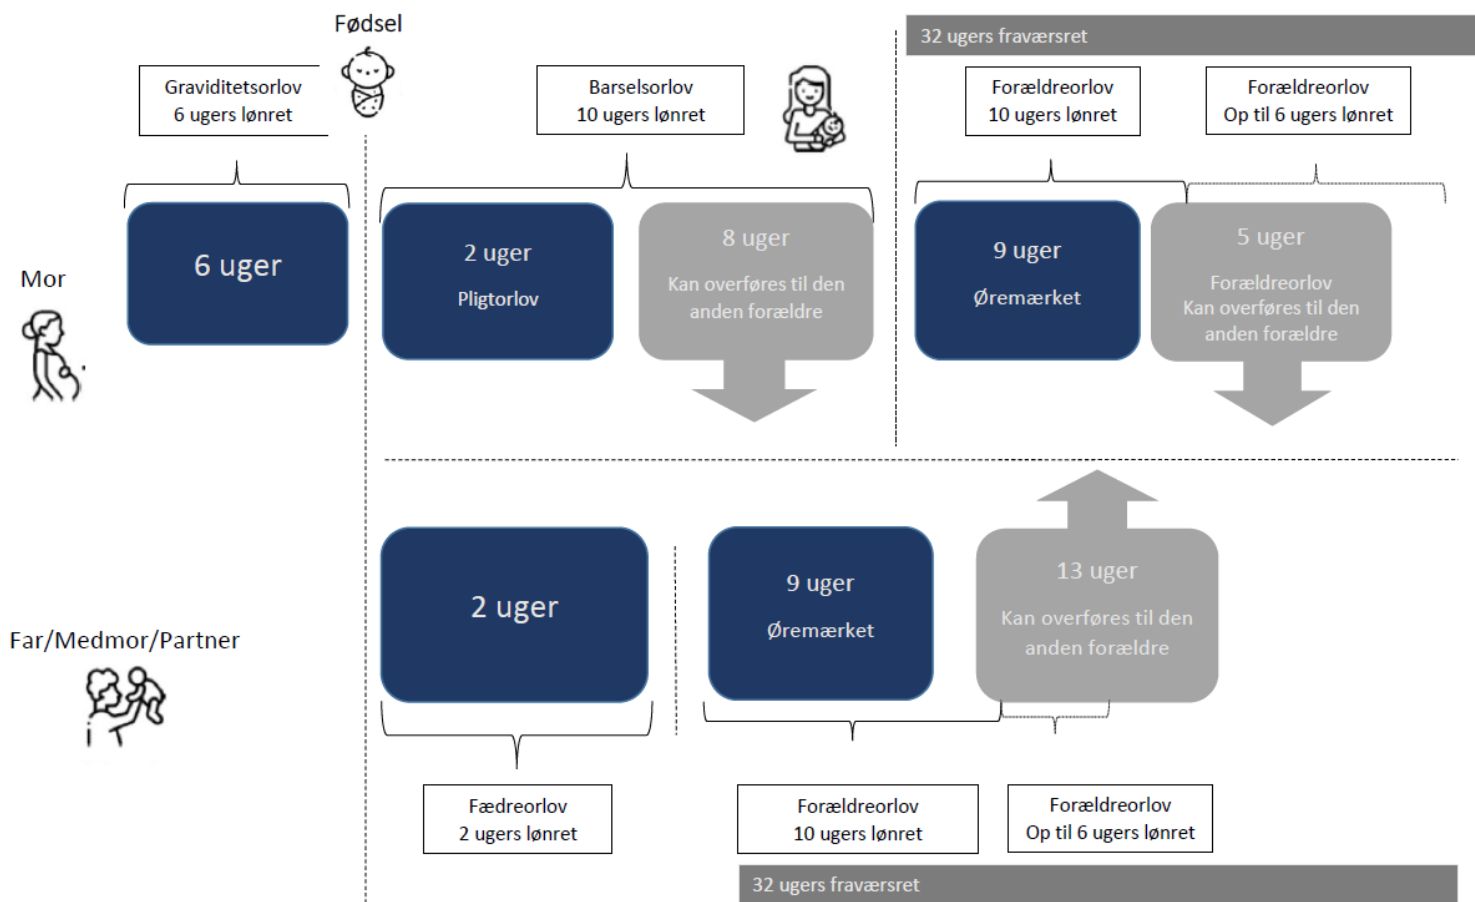 Fødsel
32 ugers fraværsret
Graviditetsorlov
6 ugers lønret
Barselsorlov
10 ugers lønret
Forældreorlov
10 ugers lønret
Forældreorlov
Op til 6 ugers lønret
Mor
6 uger
2 uger
Pligtorlov
8 uger
Kan overføres til den
anden forældre
9 uger
Øremærket
5 uger
Forældreorlov
Kan overføres til den
anden forældre
Far/Medmor/Partner
2 uger
9 uger
Øremærket
13 uger
Kan overføres til den
anden forældre
Fædreorlov
2 ugers lønret
Forældreorlov
10 ugers lønret
Forældreorlov
Op til 6 ugers lønret
32 ugers fraværsret